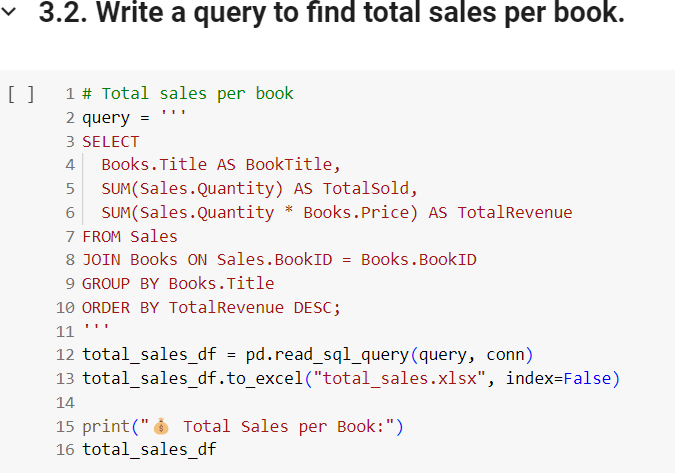 3.2. Write a query to find total sales per book.
[ ]
1 # Total sales per book
2 query = '''
3 SELECT
4   Books.Title AS BookTitle,
5   SUM(Sales.Quantity) AS TotalSold,
6   SUM(Sales.Quantity * Books.Price) AS TotalRevenue
7 FROM Sales
8 JOIN Books ON Sales.BookID = Books.BookID
9 GROUP BY Books.Title
10 ORDER BY TotalRevenue DESC;
11 '''
12 total_sales_df = pd.read_sql_query(query, conn)
13 total_sales_df.to_excel("total_sales.xlsx", index=False)
14
15 print("💰 Total Sales per Book:")
16 total_sales_df